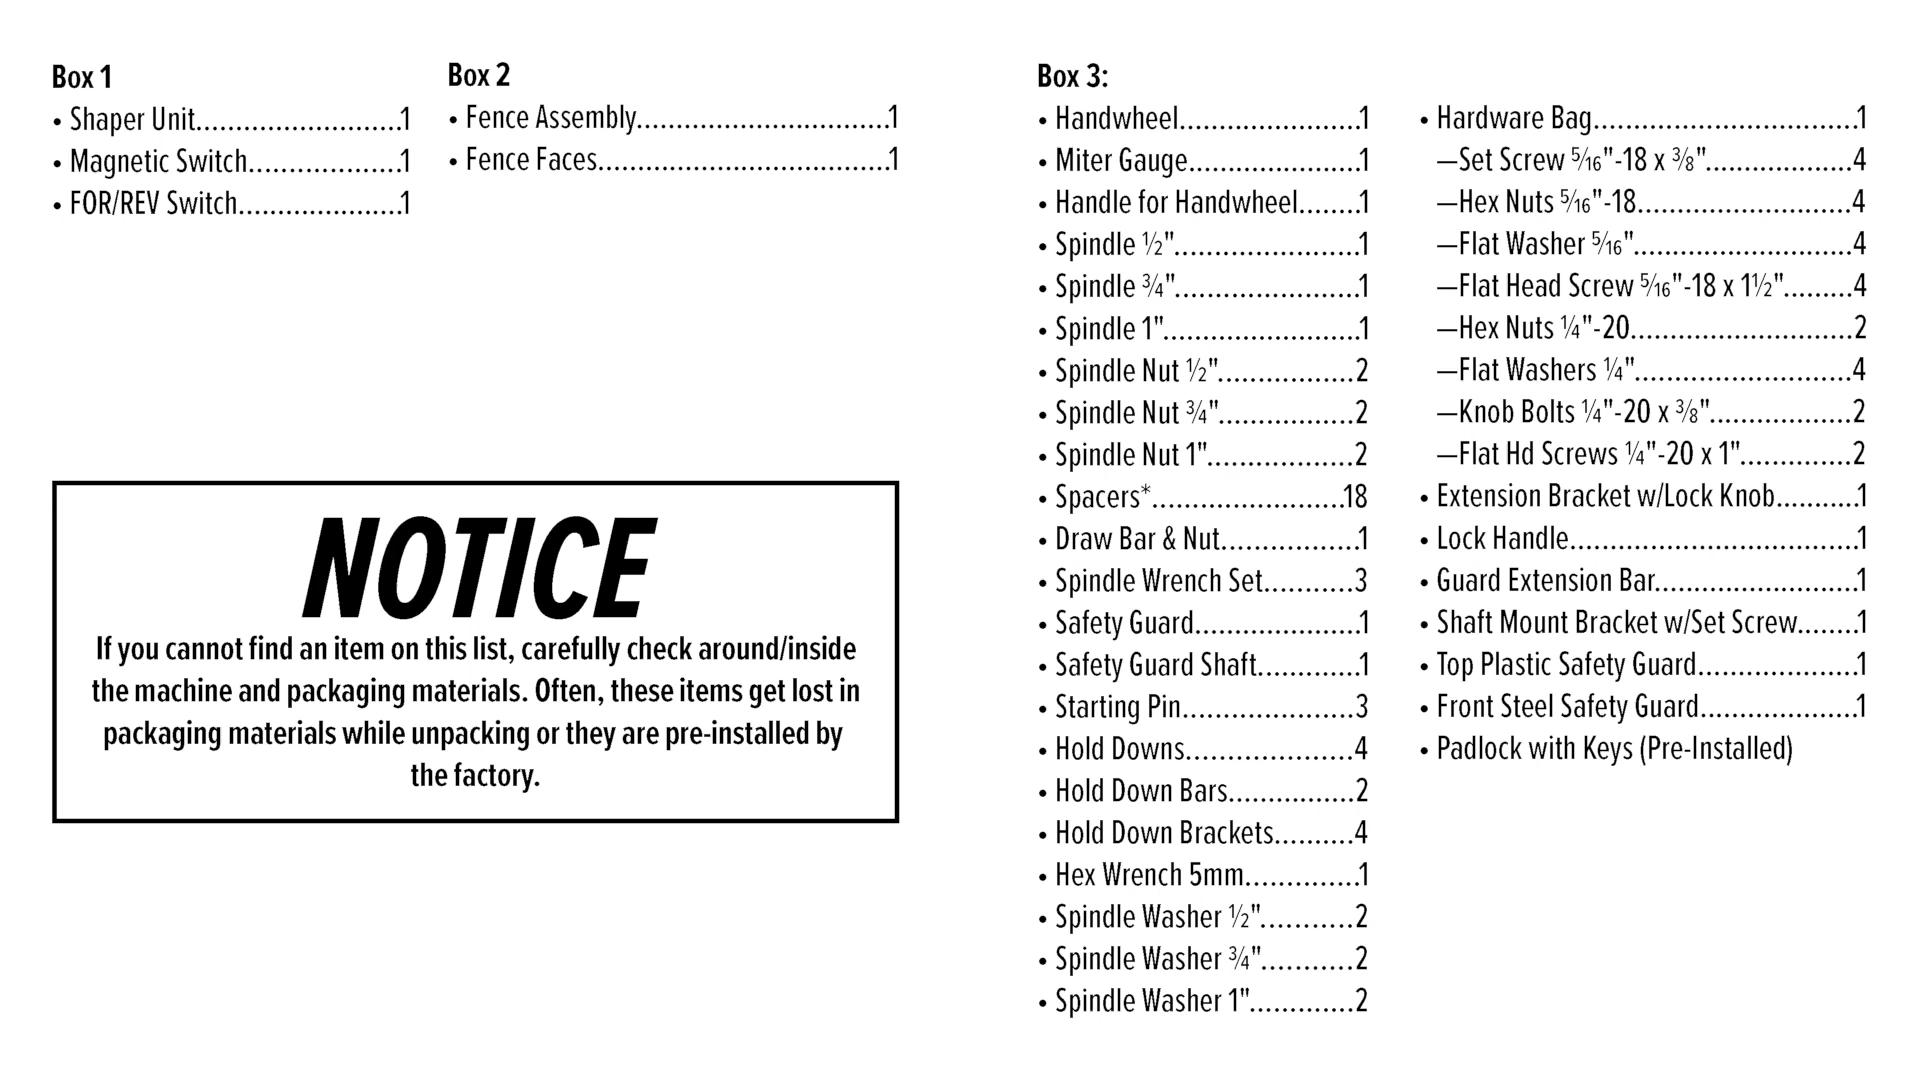 Box 1
• Shaper Unit..........................1
• Magnetic Switch...................1
• FOR/REV Switch.....................1
Box 2
• Fence Assembly................................1
• Fence Faces.....................................1
NOTICE
If you cannot find an item on this list, carefully check around/inside
the machine and packaging materials. Often, these items get lost in
packaging materials while unpacking or they are pre-installed by
the factory.
Box 3:
• Handwheel.......................1
• Miter Gauge.....................1
• Handle for Handwheel........1
• Spindle ½".......................1
• Spindle ¾".......................1
• Spindle 1"........................1
• Spindle Nut ½".................2
• Spindle Nut ¾".................2
• Spindle Nut 1"..................2
• Spacers*........................18
• Draw Bar & Nut.................1
• Spindle Wrench Set...........3
• Safety Guard....................1
• Safety Guard Shaft............1
• Starting Pin.....................3
• Hold Downs.....................4
• Hold Down Bars................2
• Hold Down Brackets..........4
• Hex Wrench 5mm..............1
• Spindle Washer ½"............2
• Spindle Washer ¾"............2
• Spindle Washer 1".............2
• Hardware Bag.................................1
—Set Screw 5⁄16"-18 x 3⁄8"..................4
—Hex Nuts 5⁄16"-18...........................4
—Flat Washer 5⁄16"...........................4
—Flat Head Screw 5⁄16"-18 x 1½".........4
—Hex Nuts ¼"-20............................2
—Flat Washers ¼"...........................4
—Knob Bolts ¼"-20 x 3⁄8"..................2
—Flat Hd Screws ¼"-20 x 1"..............2
• Extension Bracket w/Lock Knob..........1
• Lock Handle....................................1
• Guard Extension Bar.........................1
• Shaft Mount Bracket w/Set Screw........1
• Top Plastic Safety Guard....................1
• Front Steel Safety Guard....................1
• Padlock with Keys (Pre-Installed)